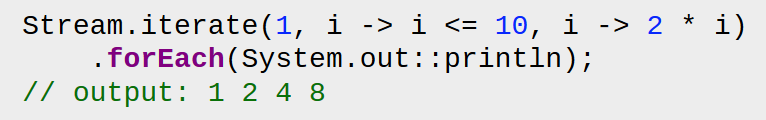 Stream.iterate(1, i -> i <= 10, i -> 2 * i)
.forEach(System.out::println);
// output: 1 2 4 8